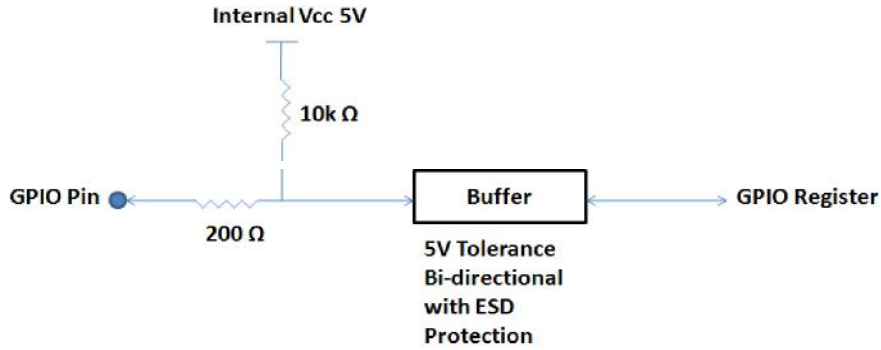 Internal Vcc 5V
10k Ω
GPIO Pin
Buffer
GPIO Register
200 Ω
5V Tolerance
Bi-directional
with ESD
Protection